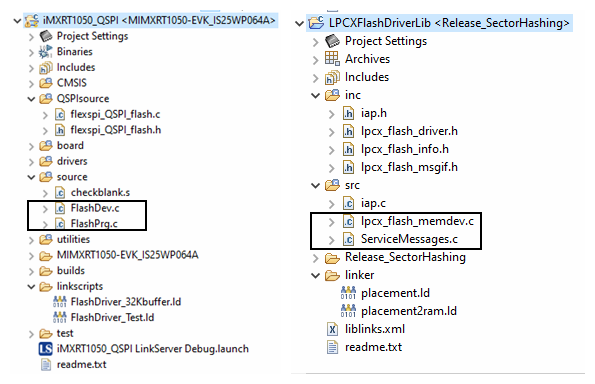 iMXRT1050_QSPI <MIMXRT1050-EVK_IS25WP064A>
Project Settings
Binaries
Includes
CMSIS
QSPIsource
flexspi_QSPI_flash.c
flexspi_QSPI_flash.h
board
drivers
source
checkblank.s
FlashDev.c
FlashPrg.c
utilities
MIMXRT1050-EVK_IS25WP064A
builds
linkscripts
FlashDriver_32Kbuffer.ld
FlashDriver_Test.ld
test
iMXRT1050_QSPI LinkServer Debug.launch
readme.txt
LPCXFlashDriverLib <Release_SectorHashing>
Project Settings
Archives
Includes
inc
iap.h
lpcx_flash_driver.h
lpcx_flash_info.h
lpcx_flash_msgif.h
src
iap.c
lpcx_flash_memdev.c
ServiceMessages.c
Release_SectorHashing
linker
placement.ld
placement2ram.ld
liblinks.xml
readme.txt